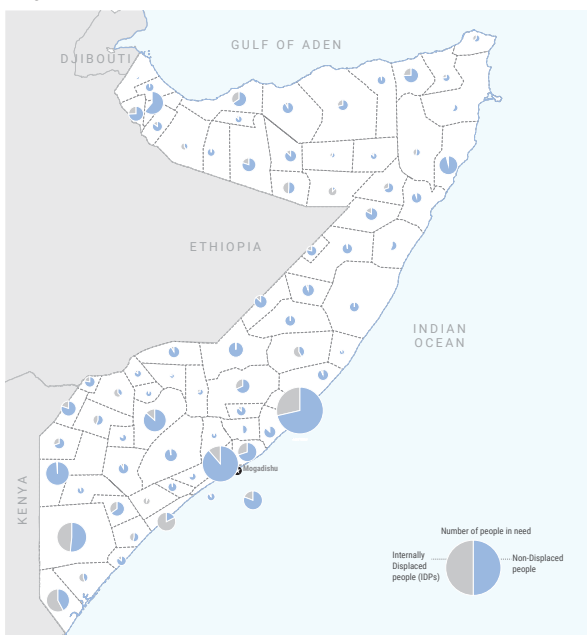 GULF OF ADEN
DJIBOUTI
ETHIOPIA
INDIAN
OCEAN
Mogadishu
KENYA
Number of people in need
Internally
Displaced
people (IDPs)
Non-Displaced
people